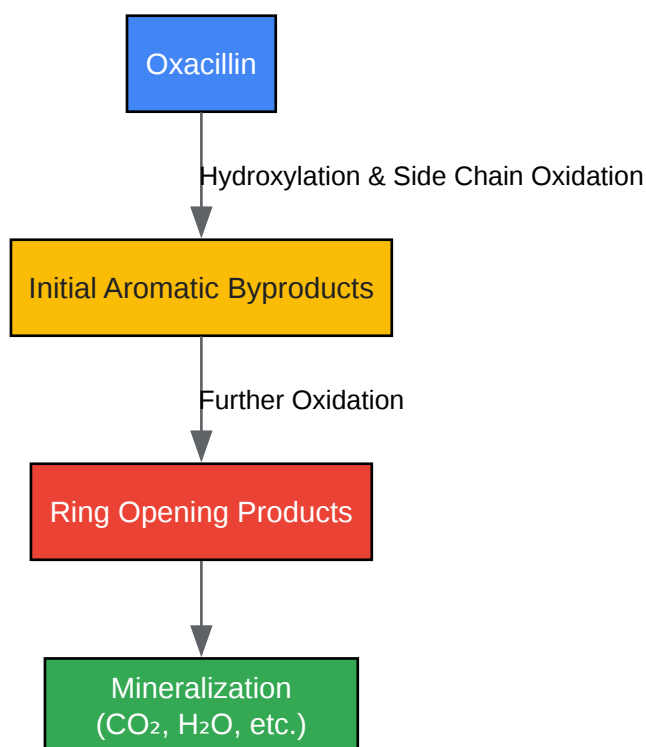 Oxacillin
Hydroxylation & Side Chain Oxidation
Initial Aromatic Byproducts
Further Oxidation
Ring Opening Products
Mineralization
(CO₂, H₂O, etc.)